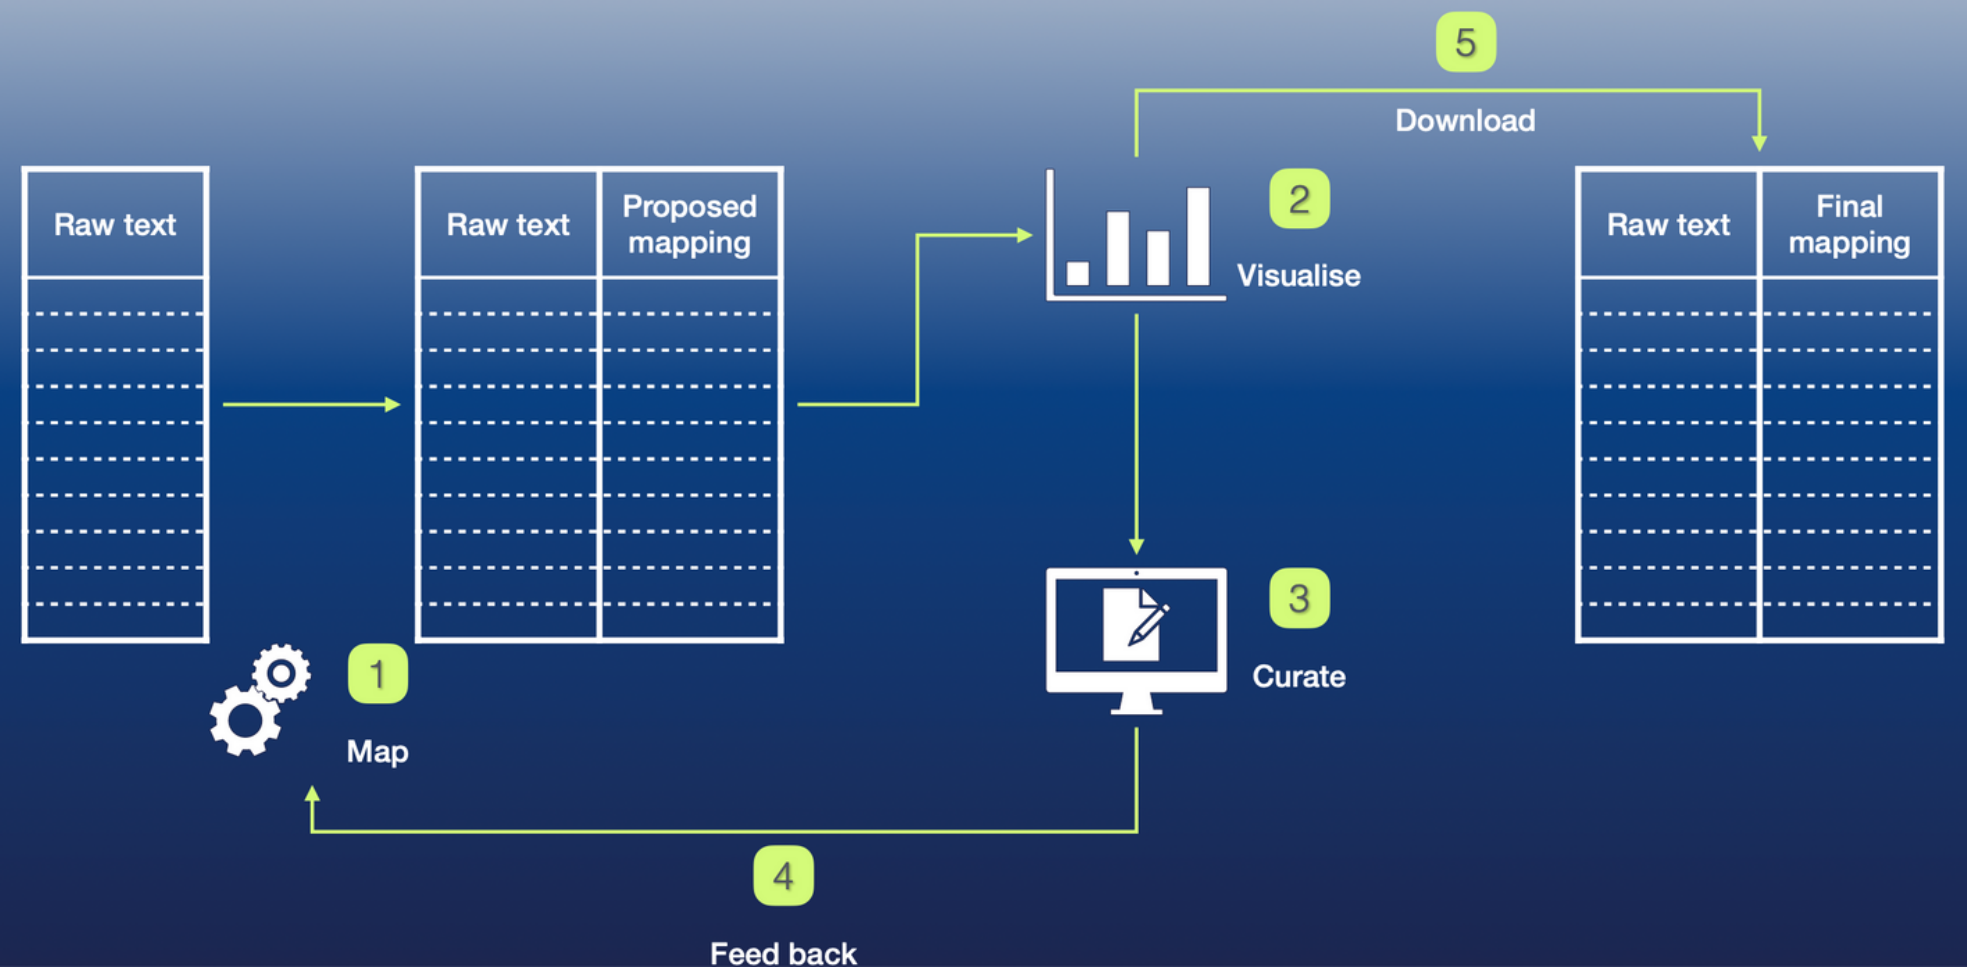 5
Download
Raw text
Raw text
Proposed
mapping
2
Visualise
Raw text
Final
mapping
1
Map
3
Curate
4
Feed back